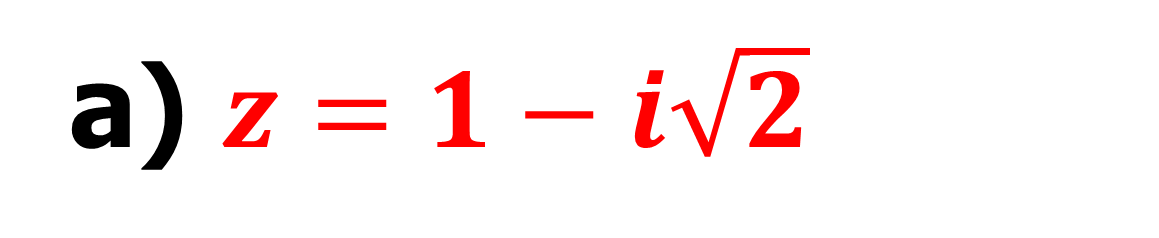 a) z = 1 − i√2